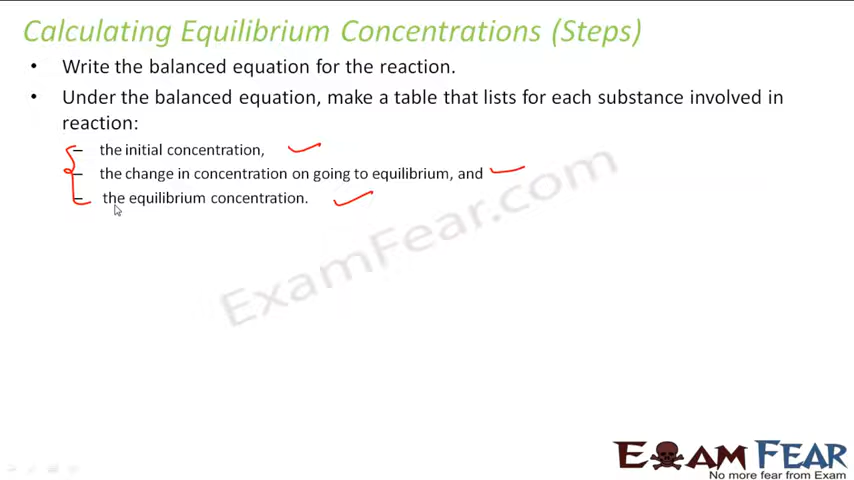 Calculating Equilibrium Concentrations (Steps)
• Write the balanced equation for the reaction.
• Under the balanced equation, make a table that lists for each substance involved in
reaction:
– the initial concentration,
– the change in concentration on going to equilibrium, and
– the equilibrium concentration.
ExamFear.com
EXAM FEAR
No more fear from Exam